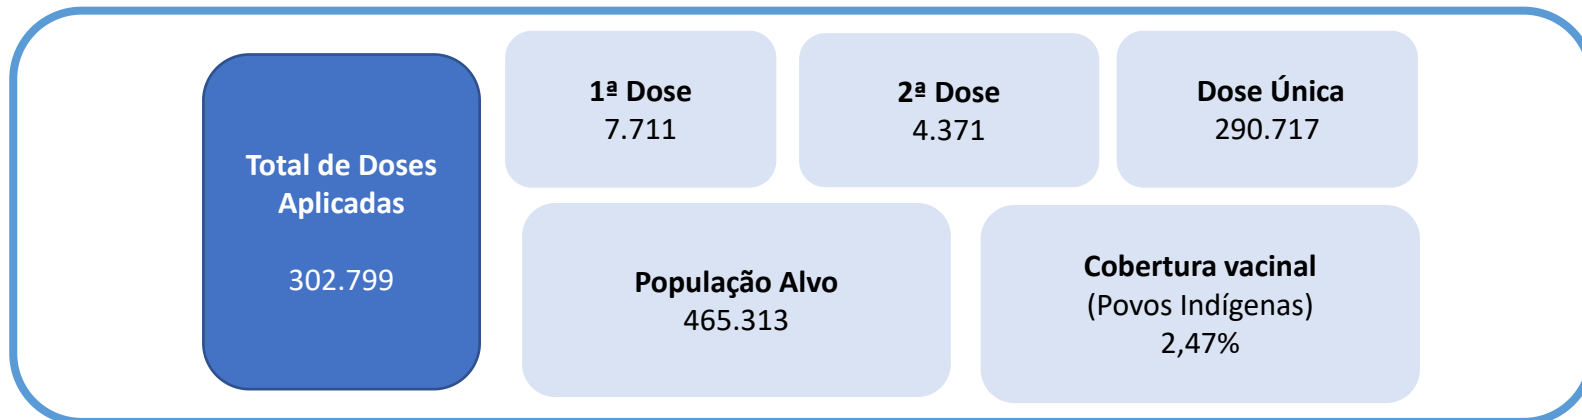 Total de Doses
Aplicadas
302.799
1ª Dose
7.711
2ª Dose
4.371
Dose Única
290.717
População Alvo
465.313
Cobertura vacinal
(Povos Indígenas)
2,47%